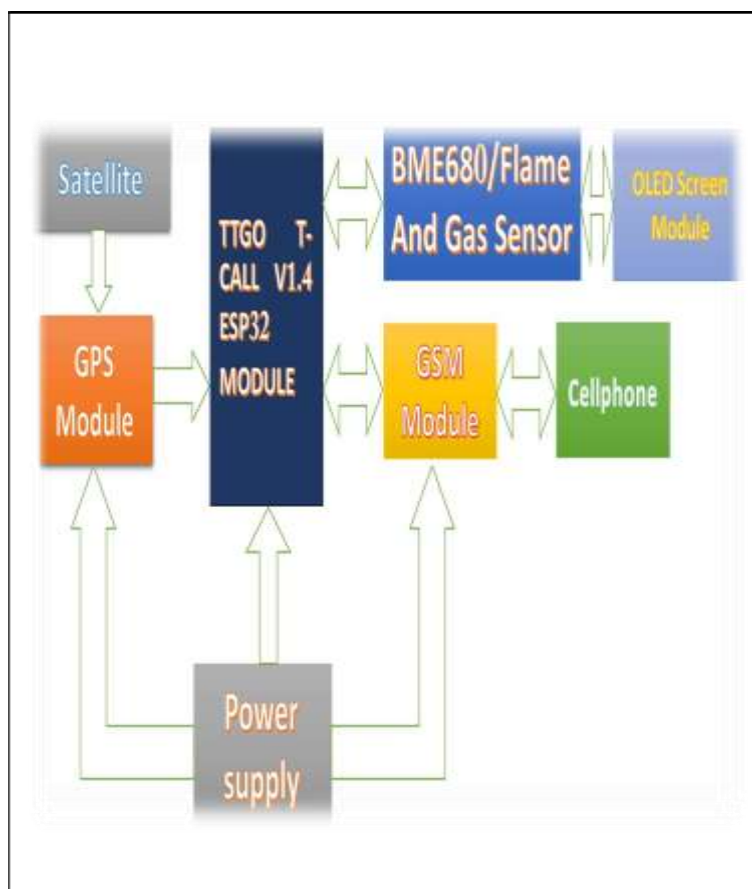 Satellite
TTGO T-
CALL V1.4
ESP32
MODULE
BME680/Flame
And Gas Sensor
OLED Screen
Module
GPS
Module
GSM
Module
Cellphone
Power
supply